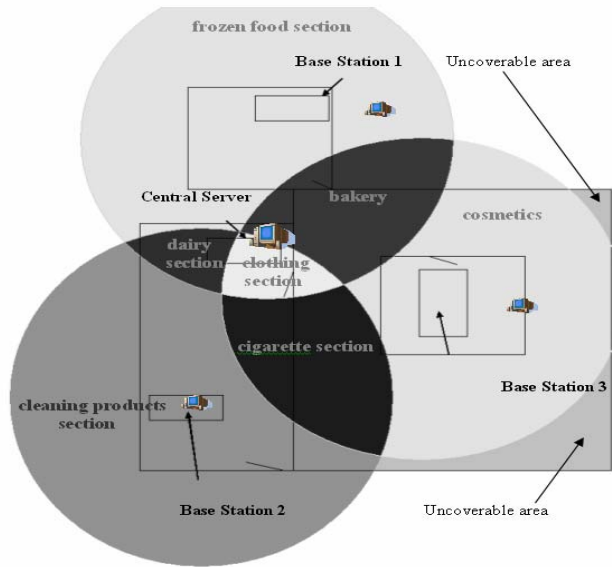 frozen food section
Base Station 1
Uncoverable area
Central Server
bakery
cosmetics
dairy
section
clothing
section
cigarette section
cleaning products
section
Base Station 3
Base Station 2
Uncoverable area